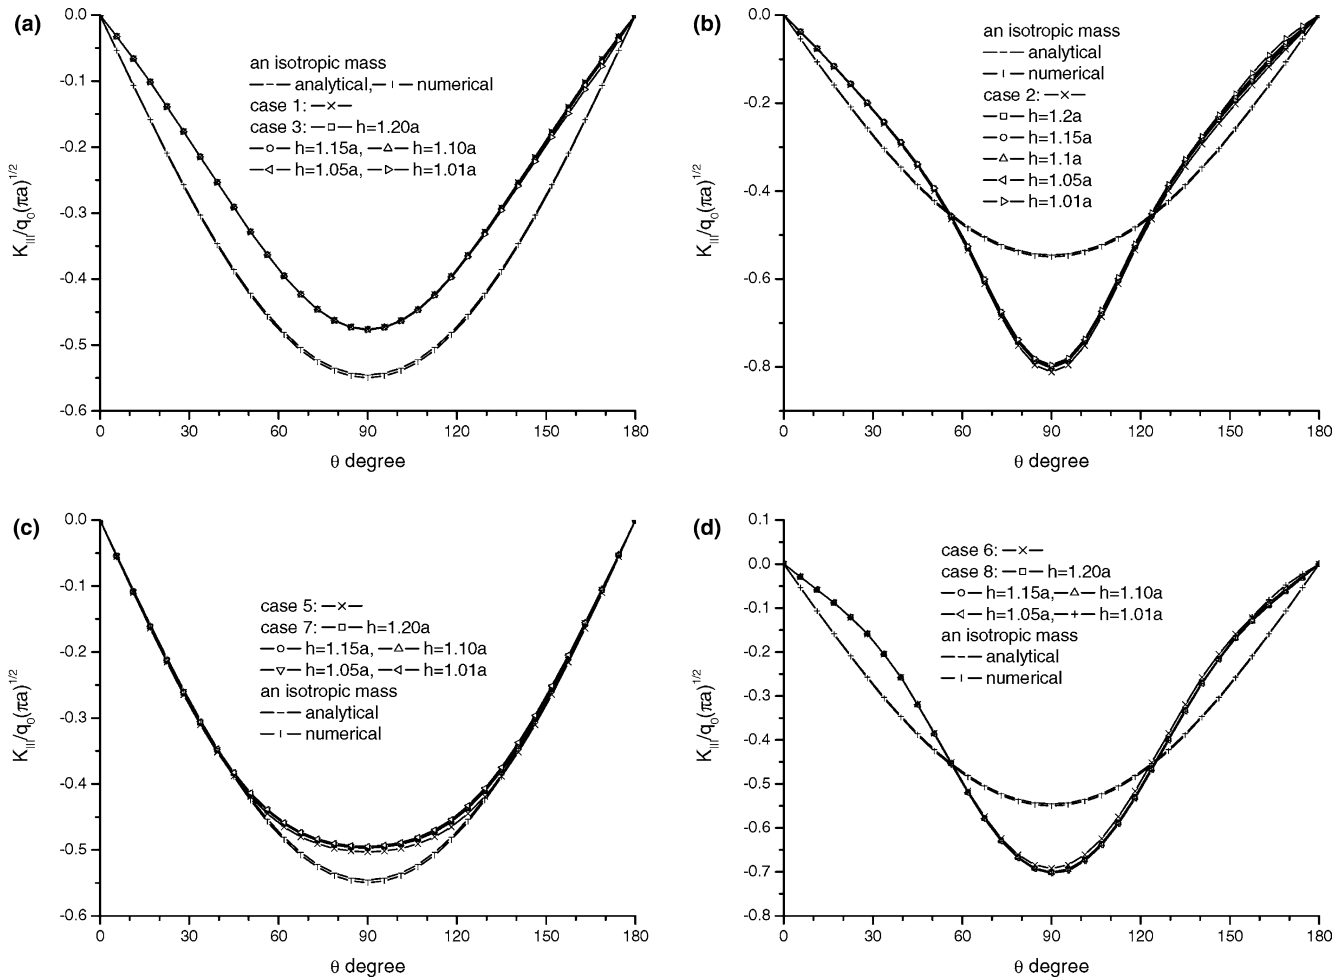 (a)
0.0
-0.1
-0.2
-0.3
-0.4
-0.5
-0.6
K_III/q_0(πa)^1/2
an isotropic mass
analytical, numerical
case 1:
case 3: h=1.20a
h=1.15a, h=1.10a
h=1.05a, h=1.01a
0 30 60 90 120 150 180
θ degree
(b)
0.0
-0.2
-0.4
-0.6
-0.8
K_III/q_0(πa)^1/2
an isotropic mass
analytical
numerical
case 2:
h=1.2a
h=1.15a
h=1.1a
h=1.05a
h=1.01a
0 30 60 90 120 150 180
θ degree
(c)
0.0
-0.1
-0.2
-0.3
-0.4
-0.5
-0.6
K_III/q_0(πa)^1/2
case 5:
case 7: h=1.20a
h=1.15a, h=1.10a
h=1.05a, h=1.01a
an isotropic mass
analytical
numerical
0 30 60 90 120 150 180
θ degree
(d)
0.1
0.0
-0.1
-0.2
-0.3
-0.4
-0.5
-0.6
-0.7
-0.8
K_III/q_0(πa)^1/2
case 6:
case 8: h=1.20a
h=1.15a, h=1.10a
h=1.05a, h=1.01a
an isotropic mass
analytical
numerical
0 30 60 90 120 150 180
θ degree